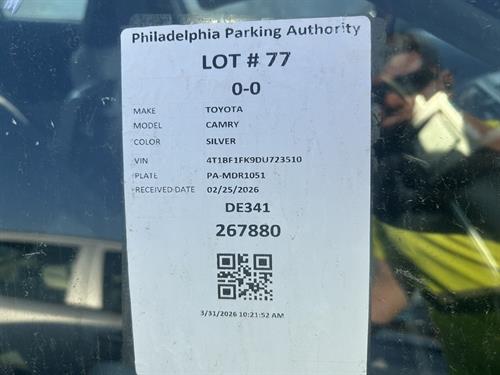 Philadelphia Parking Authority
LOT # 77
0-0
MAKE TOYOTA
MODEL CAMRY
COLOR SILVER
VIN 4T1BF1FK9DU723510
PLATE PA-MDR1051
RECEIVED DATE 02/25/2026
DE341
267880
3/31/2026 10:21:52 AM